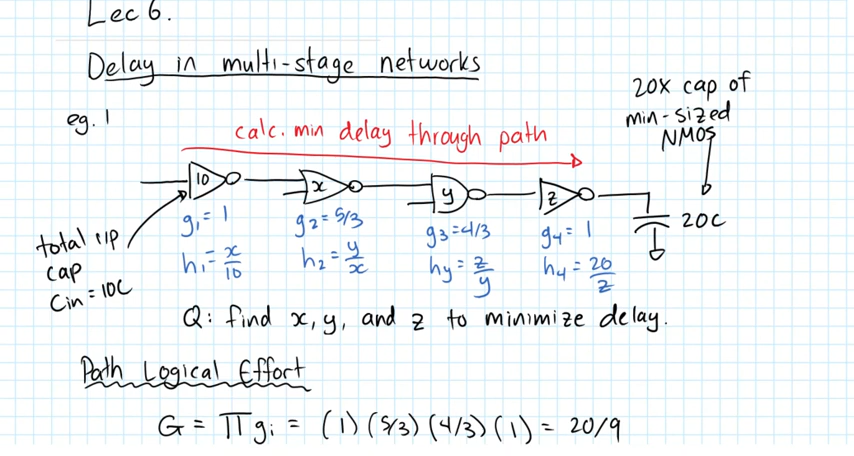 Lec 6.
Delay in multi-stage networks
eg. 1
calc. min delay through path
20x cap of
min-sized
NMOS
10
x
y
z
20C
g₁ = 1
g₂ = 5/3
g₃ = 4/3
g₄ = 1
h₁ = x/10
h₂ = y/x
hy = z/y
h₄ = 20/z
total i/p
cap
Cin = 10C
Q: find x, y, and z to minimize delay.
Path Logical Effort
G = ∏gᵢ = (1) (5/3) (4/3) (1) = 20/9